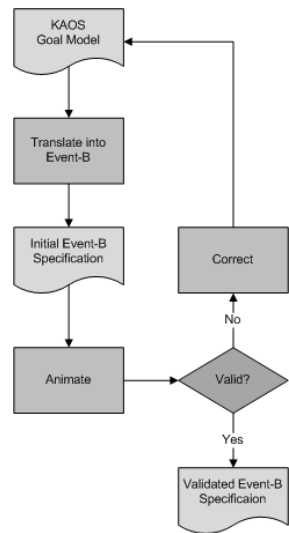 KAOS
Goal Model
Translate into
Event-B
Initial Event-B
Specification
Correct
No
Animate
Valid?
Yes
Validated Event-B
Specificaion